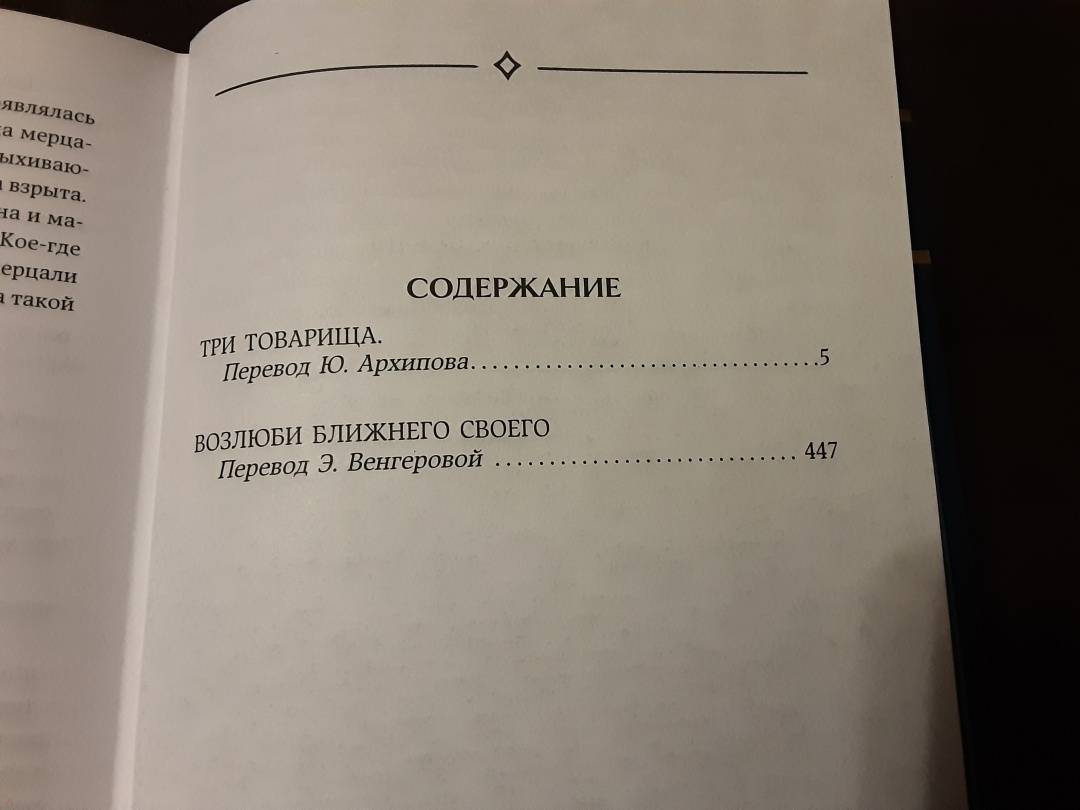 являлась
а мерца-
ыхиваю-
взрыта.
на и ма-
Кое-где
ерцали
а такой
СОДЕРЖАНИЕ
ТРИ ТОВАРИЩА.
Перевод Ю. Архипова..................................5
ВОЗЛЮБИ БЛИЖНЕГО СВОЕГО
Перевод Э. Венгеровой .............................. 447